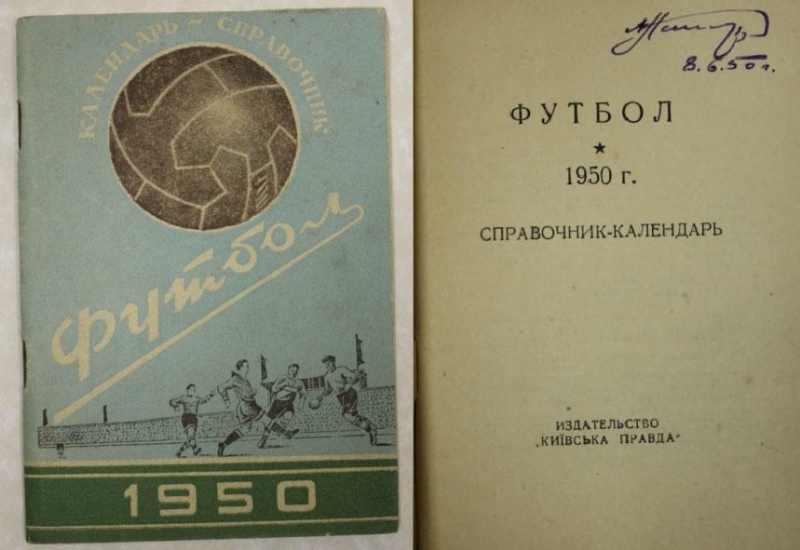 КАЛЕНДАРЬ - СПРАВОЧНИК
Футбол
1950
8.6.50 г.
ФУТБОЛ
★
1950 г.
СПРАВОЧНИК-КАЛЕНДАРЬ
ИЗДАТЕЛЬСТВО
„КИЇВСЬКА ПРАВДА“